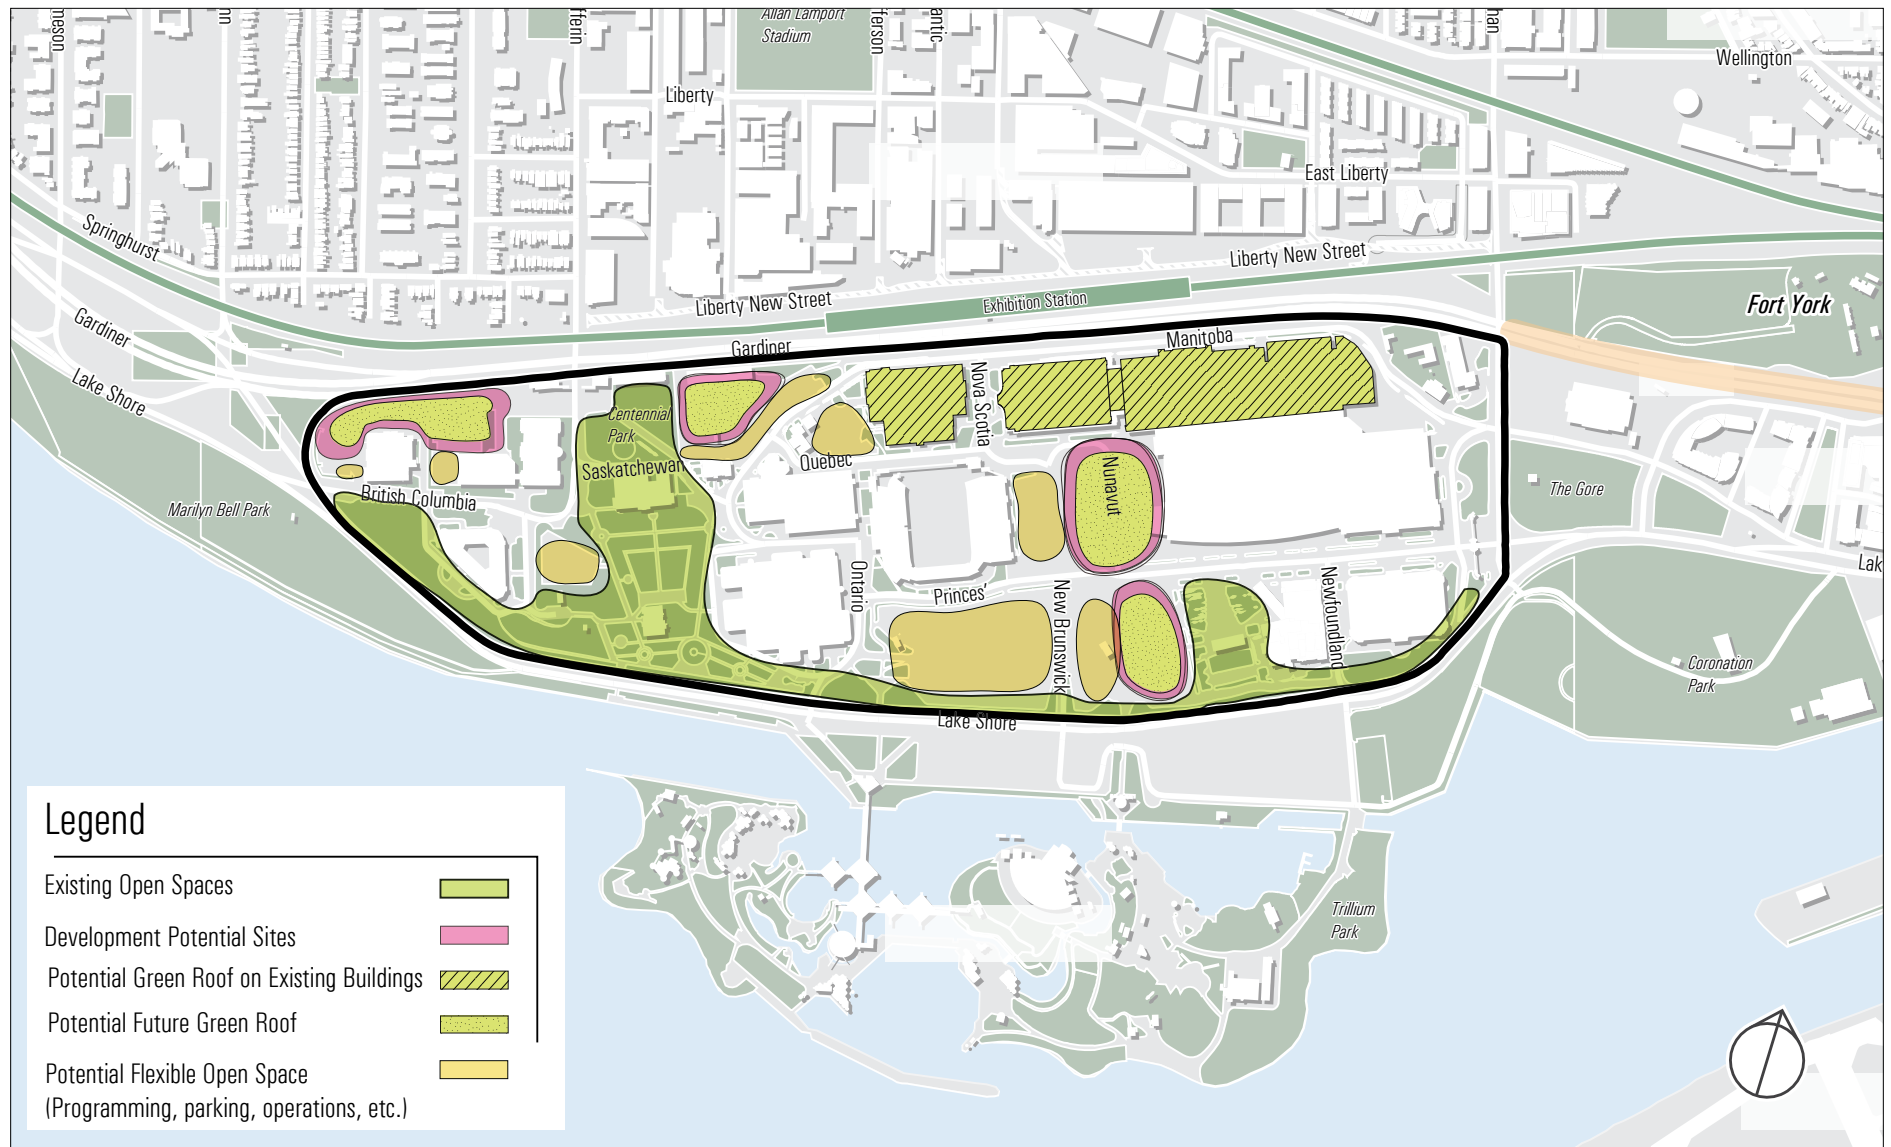 Allan Lamport
Stadium
Wellington
Liberty
East Liberty
Springhurst
Liberty New Street
Liberty New Street
Exhibition Station
Fort York
Gardiner
Gardiner
Manitoba
Lake Shore
Centennial
Park
Nova Scotia
Saskatchewan
Quebec
Nunavut
British Columbia
Marilyn Bell Park
The Gore
Ontario
Princes'
New Brunswick
Newfoundland
Coronation
Park
Lake Shore
Trillium
Park
Legend
Existing Open Spaces
Development Potential Sites
Potential Green Roof on Existing Buildings
Potential Future Green Roof
Potential Flexible Open Space
(Programming, parking, operations, etc.)